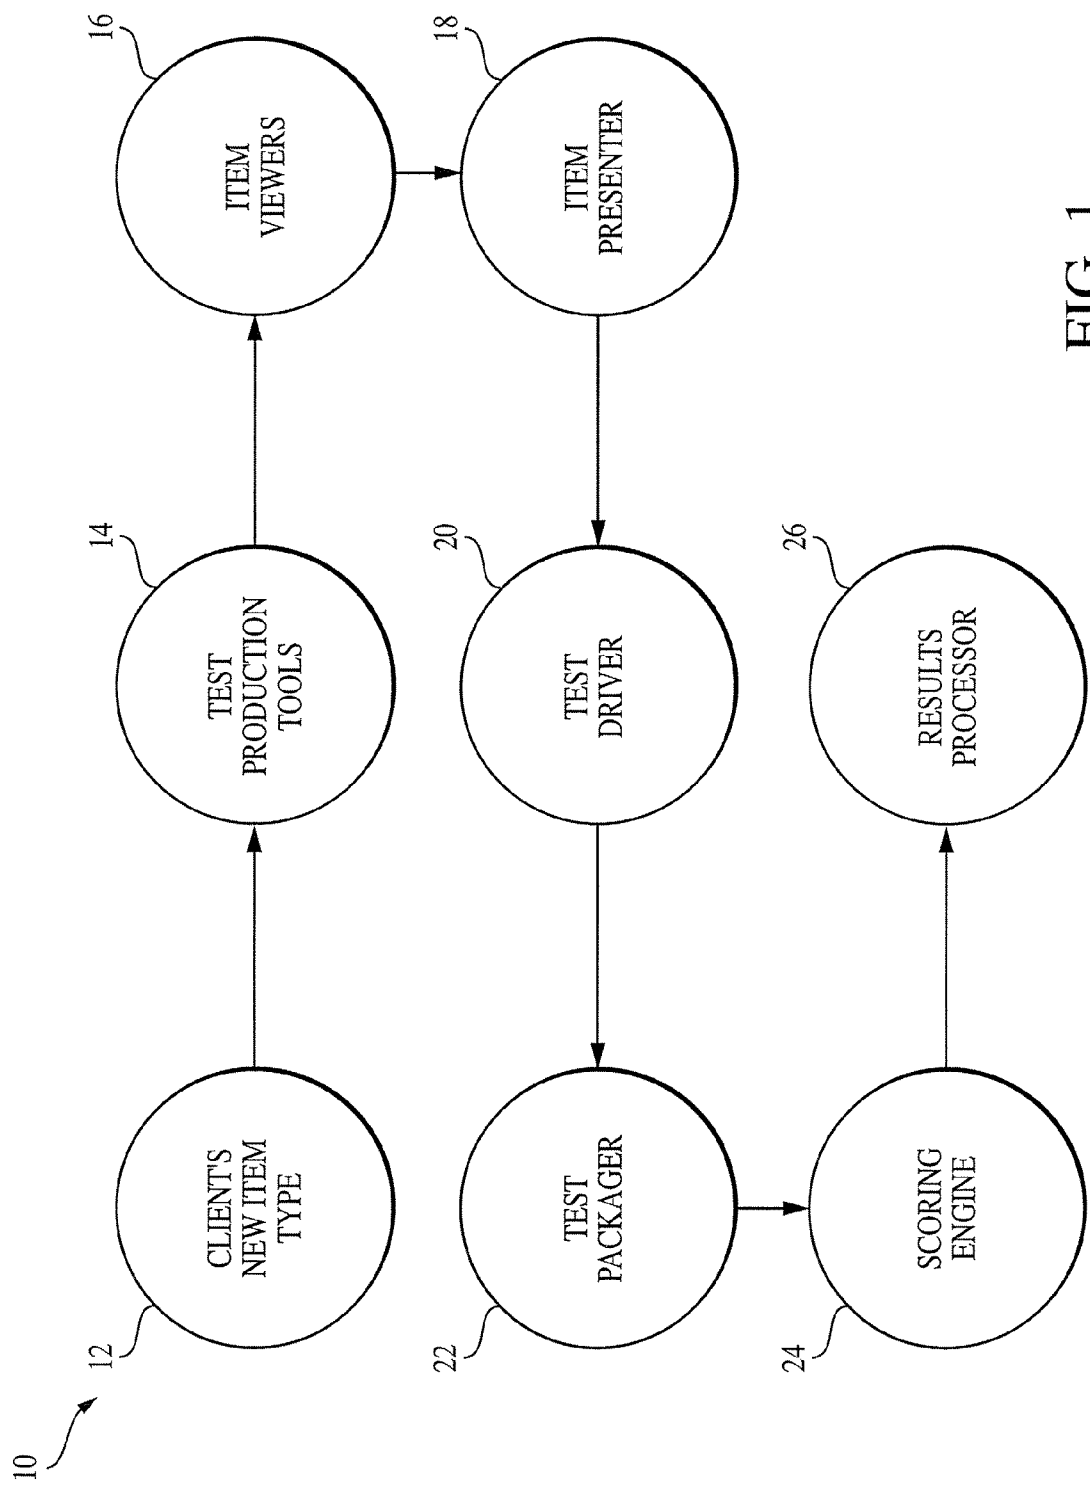 10
12
CLIENT'S
NEW ITEM
TYPE
14
TEST
PRODUCTION
TOOLS
16
ITEM
VIEWERS
22
TEST
PACKAGER
20
TEST
DRIVER
18
ITEM
PRESENTER
24
SCORING
ENGINE
26
RESULTS
PROCESSOR
FIG. 1